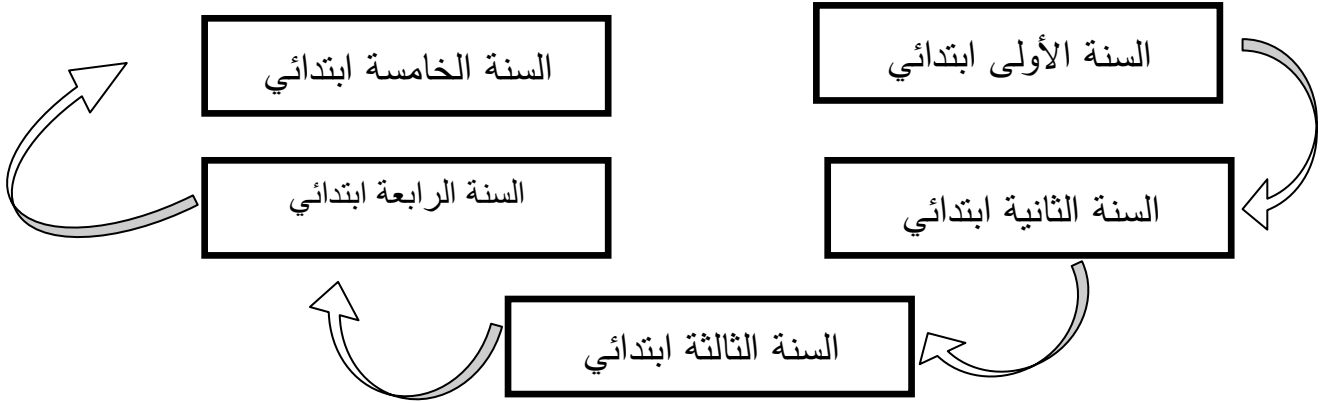 السنة الأولى ابتدائي
السنة الثانية ابتدائي
السنة الثالثة ابتدائي
السنة الرابعة ابتدائي
السنة الخامسة ابتدائي